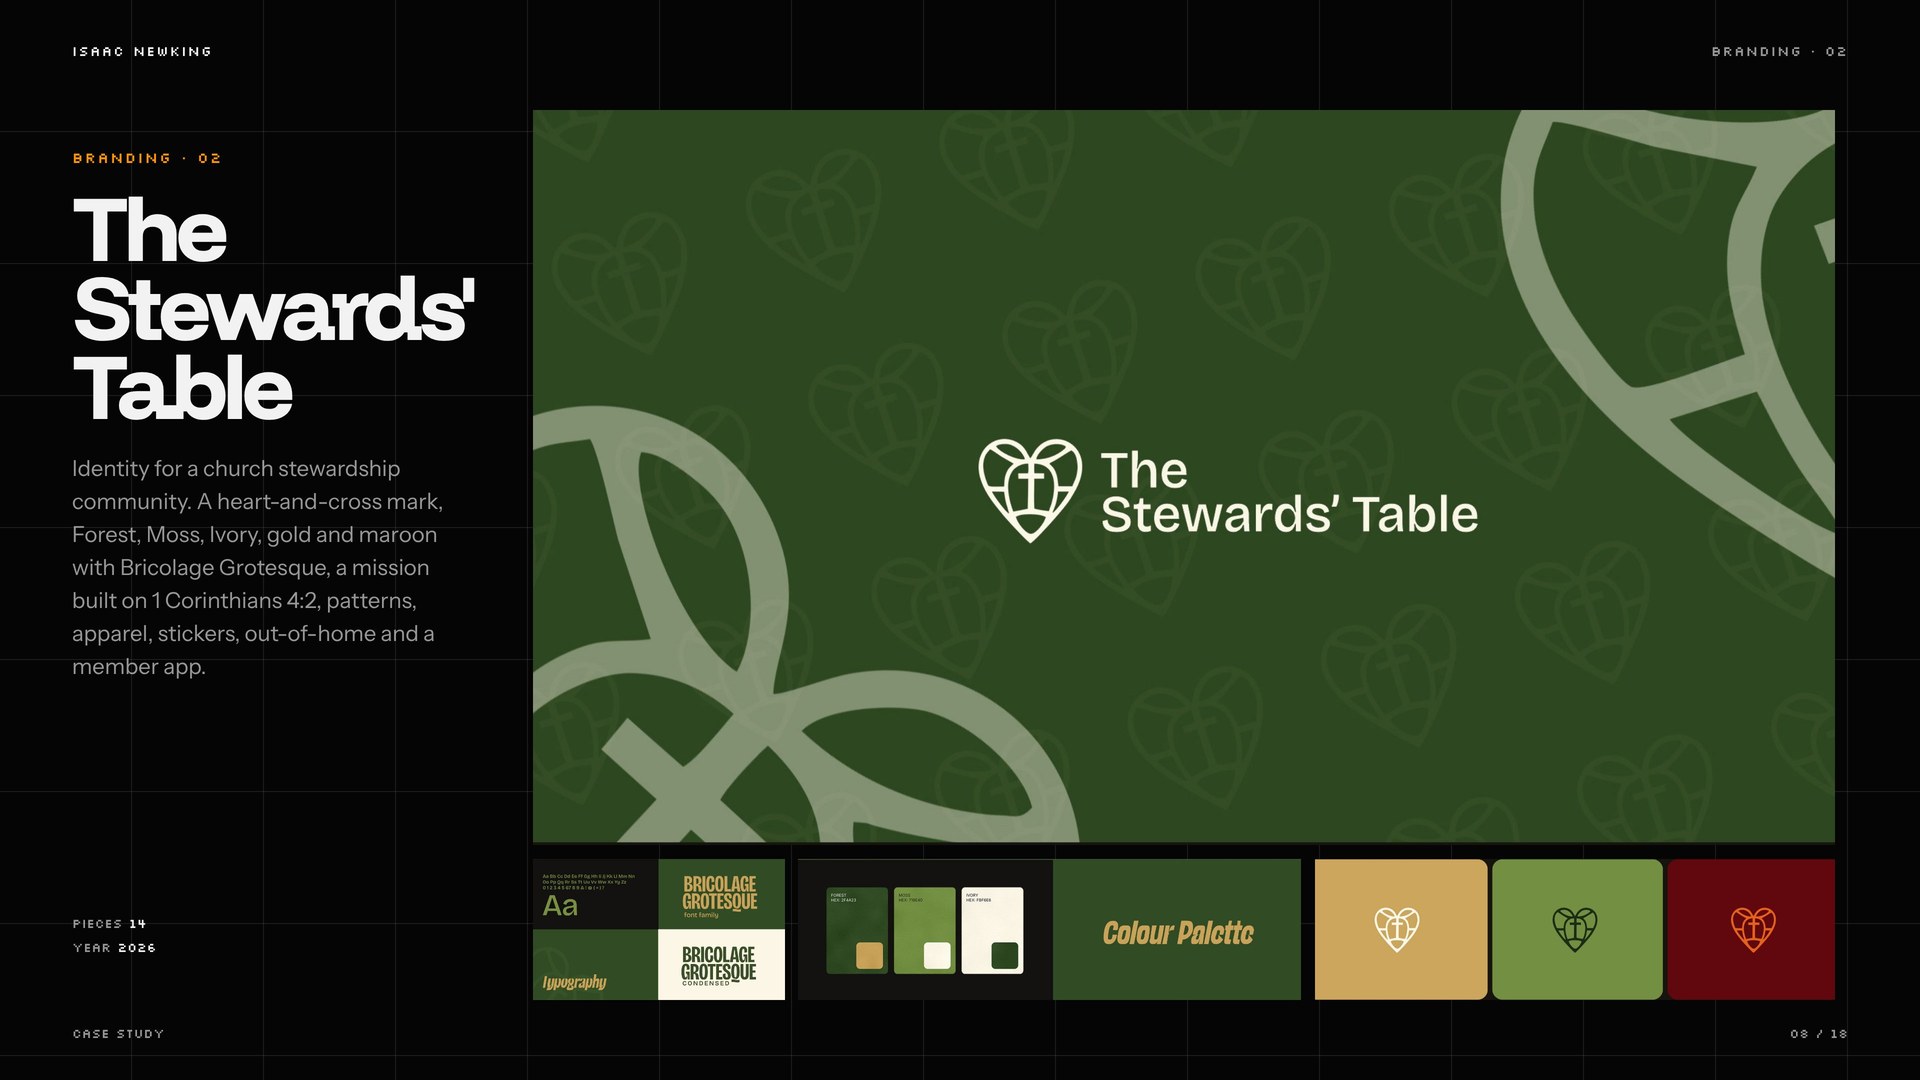 ISAAC NEWKING
BRANDING · 02
BRANDING · 02
The
Stewards'
Table
Identity for a church stewardship
community. A heart-and-cross mark,
Forest, Moss, Ivory, gold and maroon
with Bricolage Grotesque, a mission
built on 1 Corinthians 4:2, patterns,
apparel, stickers, out-of-home and a
member app.
PIECES 14
YEAR 2026
The
Stewards’ Table
Aa
BRICOLAGE
GROTESQUE
font family
Typography
BRICOLAGE
GROTESQUE
CONDENSED
FOREST
MOSS
IVORY
Colour Palette
CASE STUDY
08 / 18